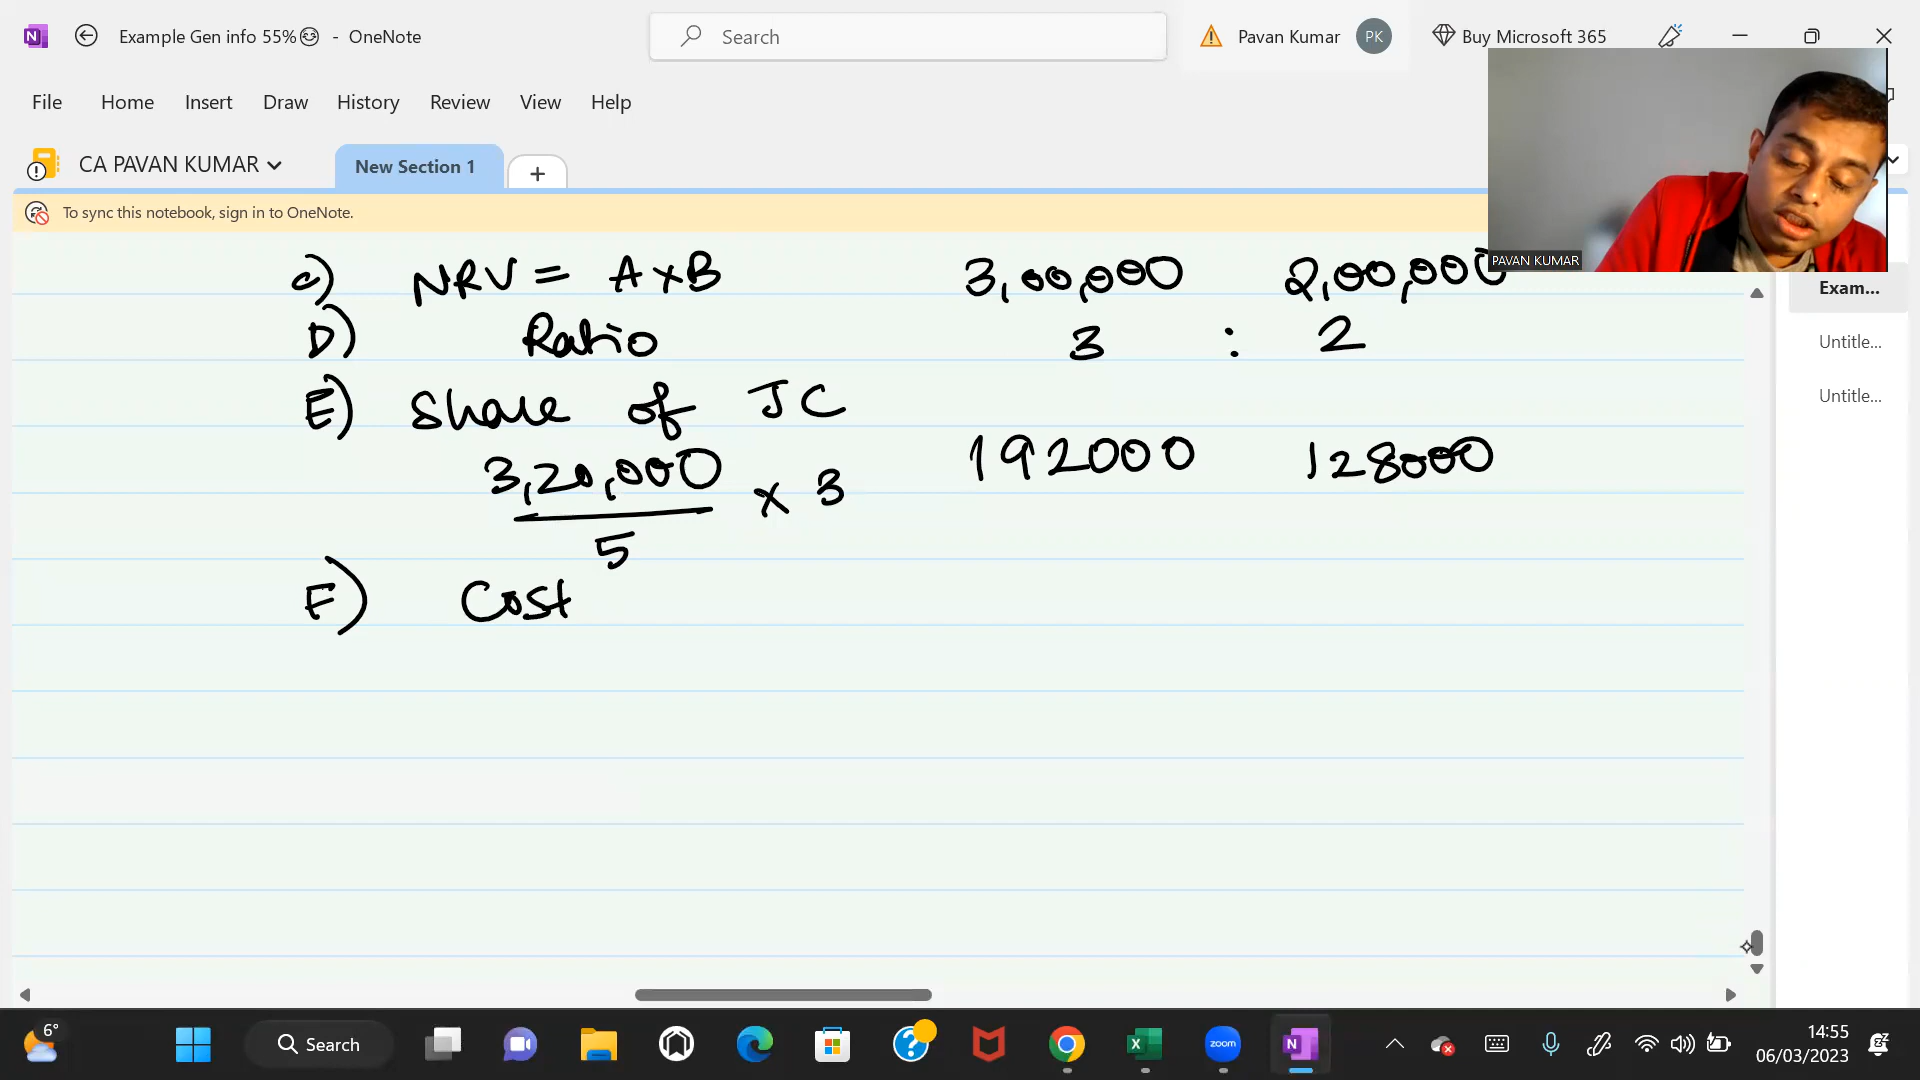 Example Gen info 55%😊 - OneNote
Search
Pavan Kumar
PK
Buy Microsoft 365
File Home Insert Draw History Review View Help
CA PAVAN KUMAR
New Section 1
+
To sync this notebook, sign in to OneNote.
PAVAN KUMAR
Exam...
Untitle...
Untitle...
C) NRV = A x B 3,00,000 2,00,000
D) Ratio 3 : 2
E) Share of JC
3,20,000 x 3 192000 128000
5
F) Cost
6°
Search
zoom
14:55
06/03/2023